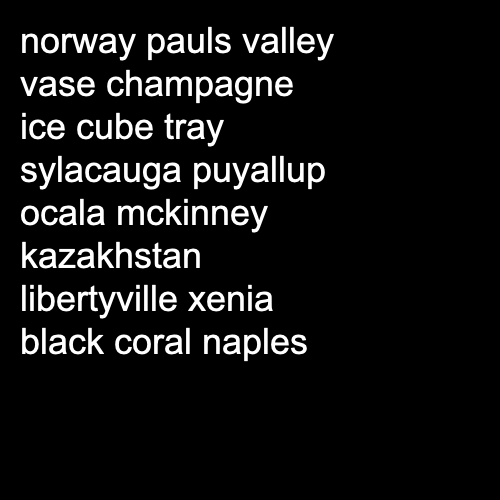 norway pauls valley
vase champagne
ice cube tray
sylacauga puyallup
ocala mckinney
kazakhstan
libertyville xenia
black coral naples